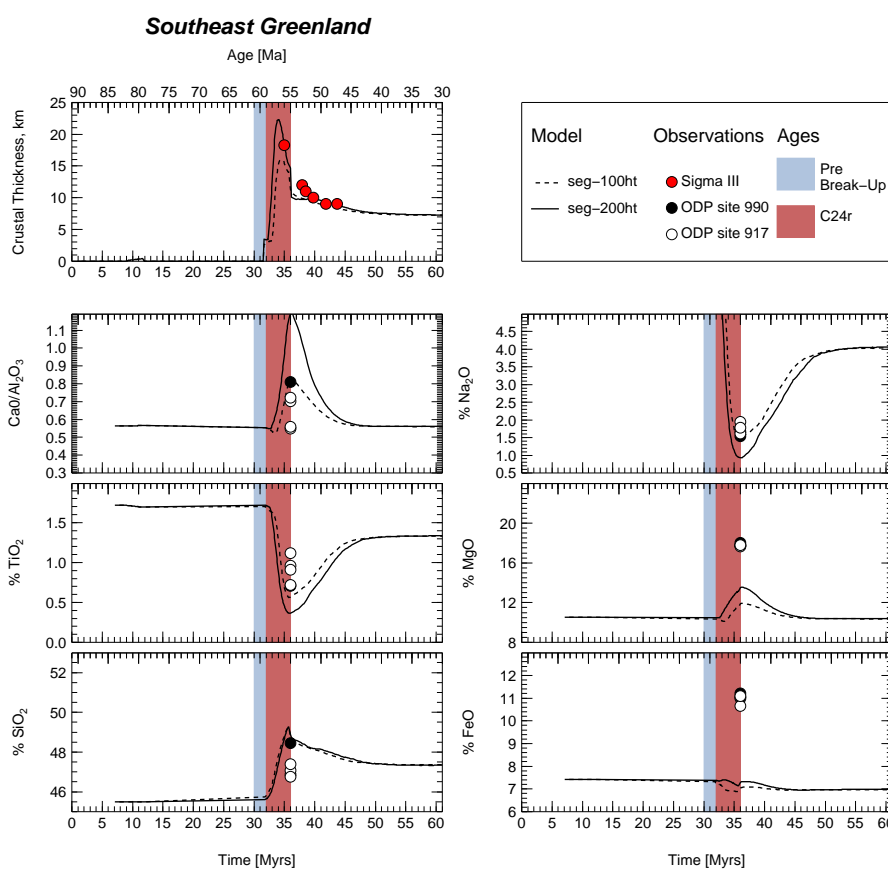 Southeast Greenland
Age [Ma]
90 85 80 75 70 65 60 55 50 45 40 35 30
Crustal Thickness, km
25
20
15
10
5
0
0 5 10 15 20 25 30 35 40 45 50 55 60
Model
seg−100ht
seg−200ht
Observations
Sigma III
ODP site 990
ODP site 917
Ages
Pre
Break−Up
C24r
CaO/Al2O3
1.1
1.0
0.9
0.8
0.7
0.6
0.5
0.4
0.3
% Na2O
4.5
4.0
3.5
3.0
2.5
2.0
1.5
1.0
0.5
% TiO2
1.5
1.0
0.5
0.0
% MgO
20
16
12
8
% SiO2
52
50
48
46
0 5 10 15 20 25 30 35 40 45 50 55 60
Time [Myrs]
% FeO
12
11
10
9
8
7
6
0 5 10 15 20 25 30 35 40 45 50 55 60
Time [Myrs]